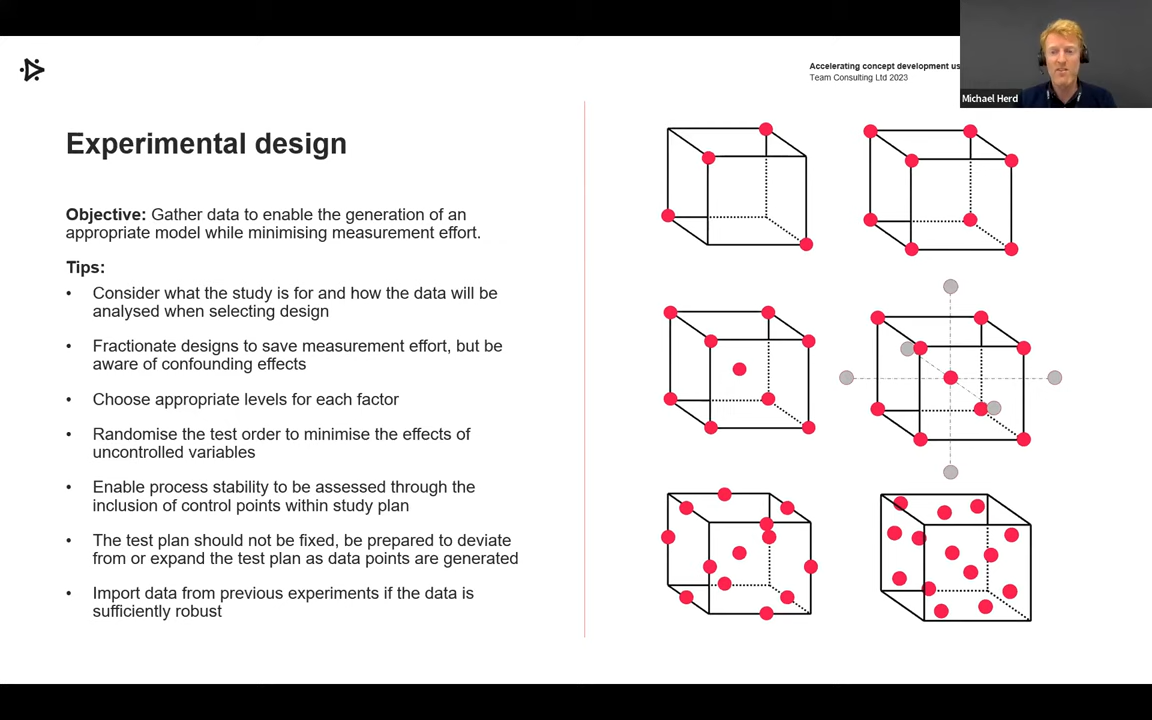 Accelerating concept development us
Team Consulting Ltd 2023
Michael Herd
Experimental design
Objective: Gather data to enable the generation of an
appropriate model while minimising measurement effort.
Tips:
• Consider what the study is for and how the data will be
analysed when selecting design
• Fractionate designs to save measurement effort, but be
aware of confounding effects
• Choose appropriate levels for each factor
• Randomise the test order to minimise the effects of
uncontrolled variables
• Enable process stability to be assessed through the
inclusion of control points within study plan
• The test plan should not be fixed, be prepared to deviate
from or expand the test plan as data points are generated
• Import data from previous experiments if the data is
sufficiently robust